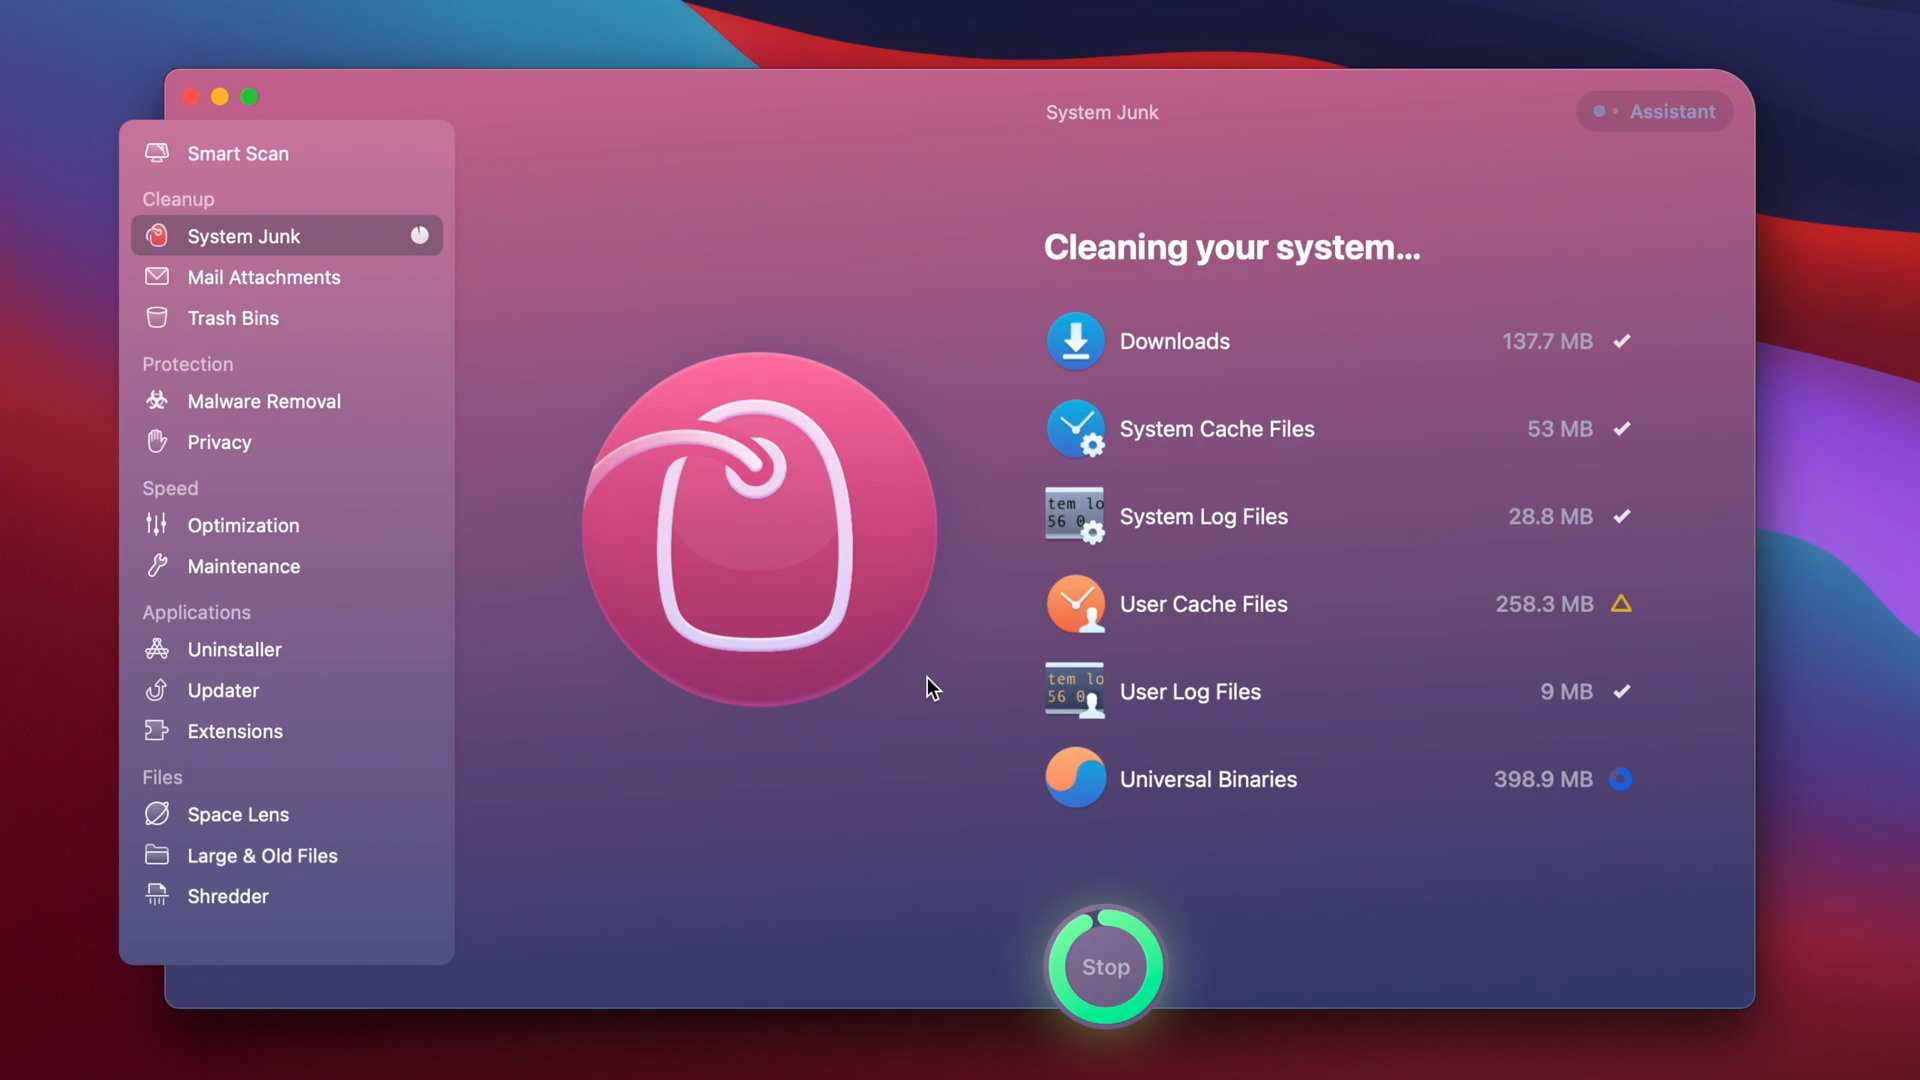 System Junk
Assistant
Smart Scan
Cleanup
System Junk
Mail Attachments
Trash Bins
Protection
Malware Removal
Privacy
Speed
Optimization
Maintenance
Applications
Uninstaller
Updater
Extensions
Files
Space Lens
Large & Old Files
Shredder
Cleaning your system...
Downloads 137.7 MB
System Cache Files 53 MB
tem lo
56 0
System Log Files 28.8 MB
User Cache Files 258.3 MB
tem lo
56 0
User Log Files 9 MB
Universal Binaries 398.9 MB
Stop